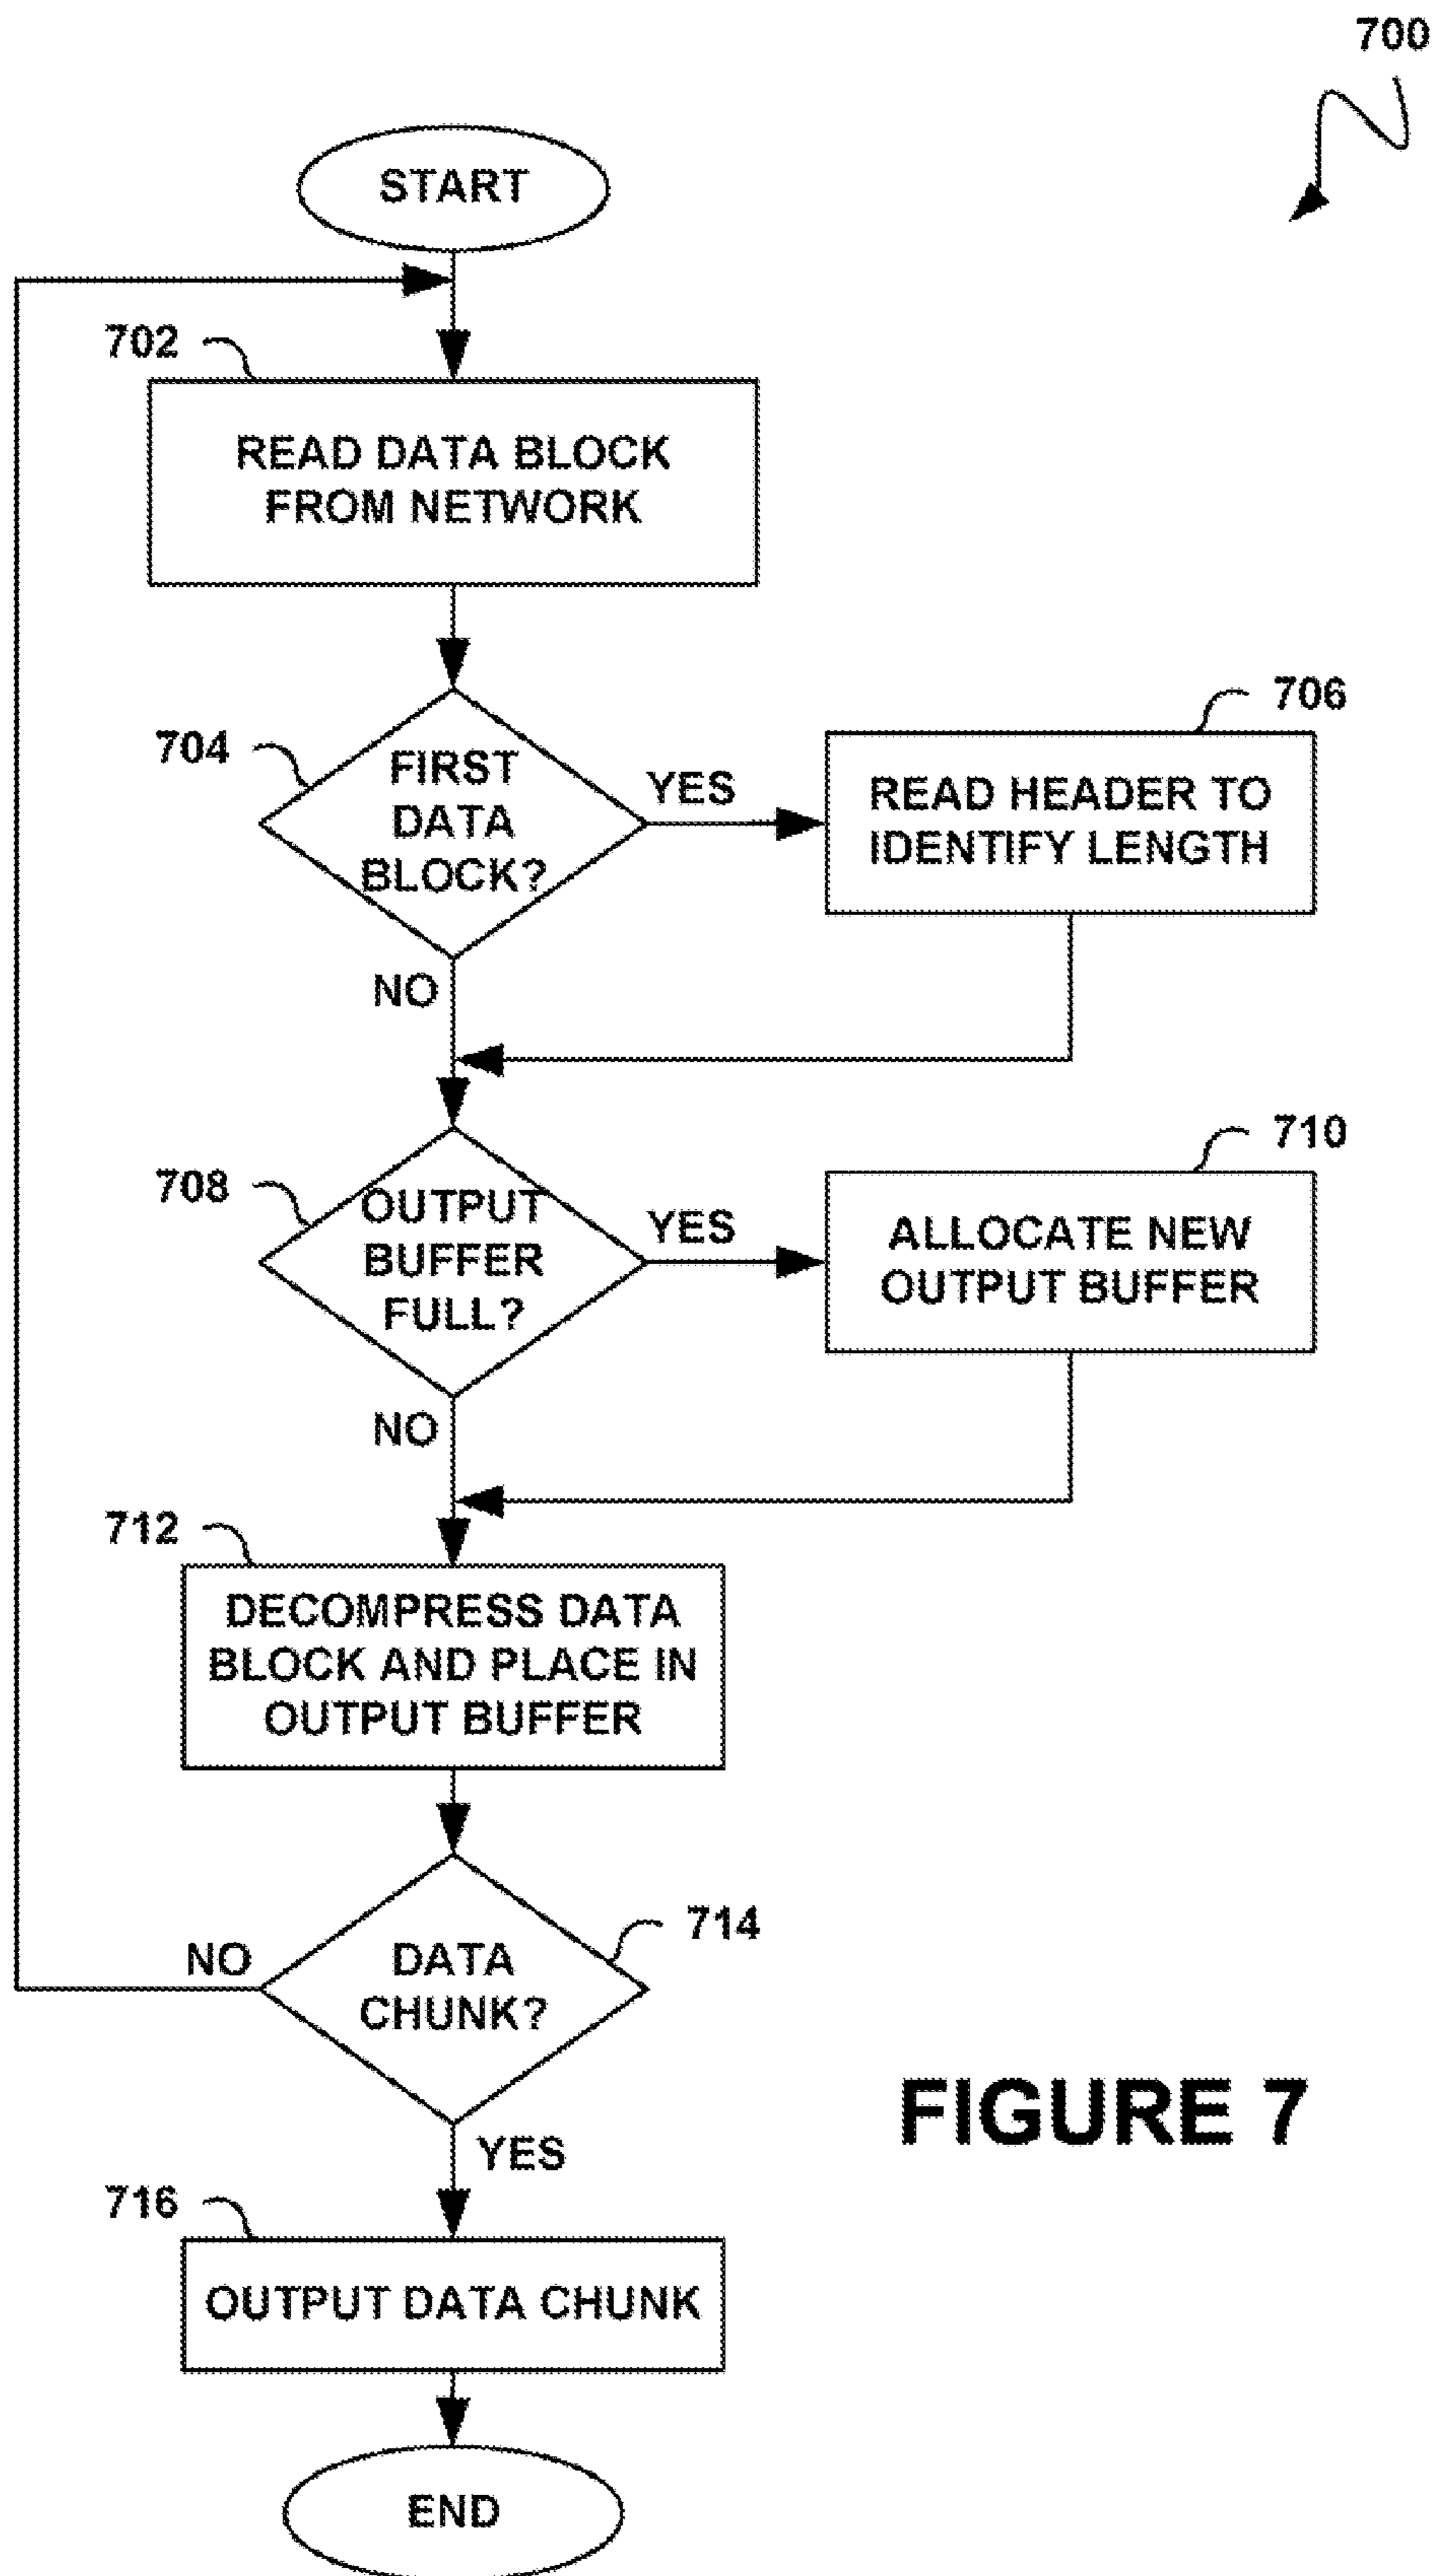 700
START
702
READ DATA BLOCK
FROM NETWORK
704
FIRST
DATA
BLOCK?
YES
706
READ HEADER TO
IDENTIFY LENGTH
NO
708
OUTPUT
BUFFER
FULL?
YES
710
ALLOCATE NEW
OUTPUT BUFFER
NO
712
DECOMPRESS DATA
BLOCK AND PLACE IN
OUTPUT BUFFER
714
NO
DATA
CHUNK?
YES
FIGURE 7
716
OUTPUT DATA CHUNK
END